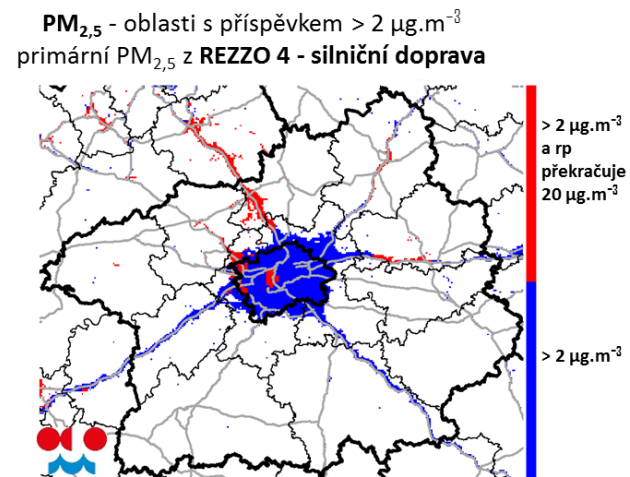 PM2,5 - oblasti s příspěvkem > 2 µg.m⁻³
primární PM2,5 z REZZO 4 - silniční doprava
> 2 µg.m⁻³
a rp
překračuje
20 µg.m⁻³
> 2 µg.m⁻³